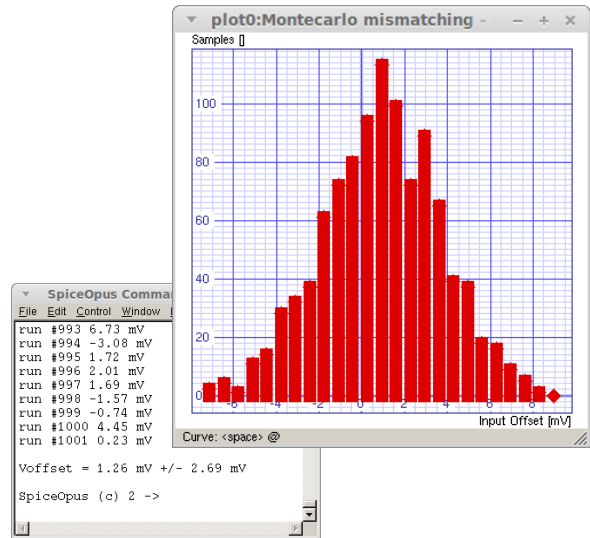 plot0:Montecarlo mismatching -
Samples []
100
80
60
40
20
0
-6 -4 -2 0 2 4 6 8
Input Offset [mV]
Curve: <space> @
SpiceOpus Comma
File Edit Control Window
run #993 6.73 mV
run #994 -3.08 mV
run #995 1.72 mV
run #996 2.01 mV
run #997 1.69 mV
run #998 -1.57 mV
run #999 -0.74 mV
run #1000 4.45 mV
run #1001 0.23 mV
Voffset = 1.26 mV +/- 2.69 mV
SpiceOpus (c) 2 ->